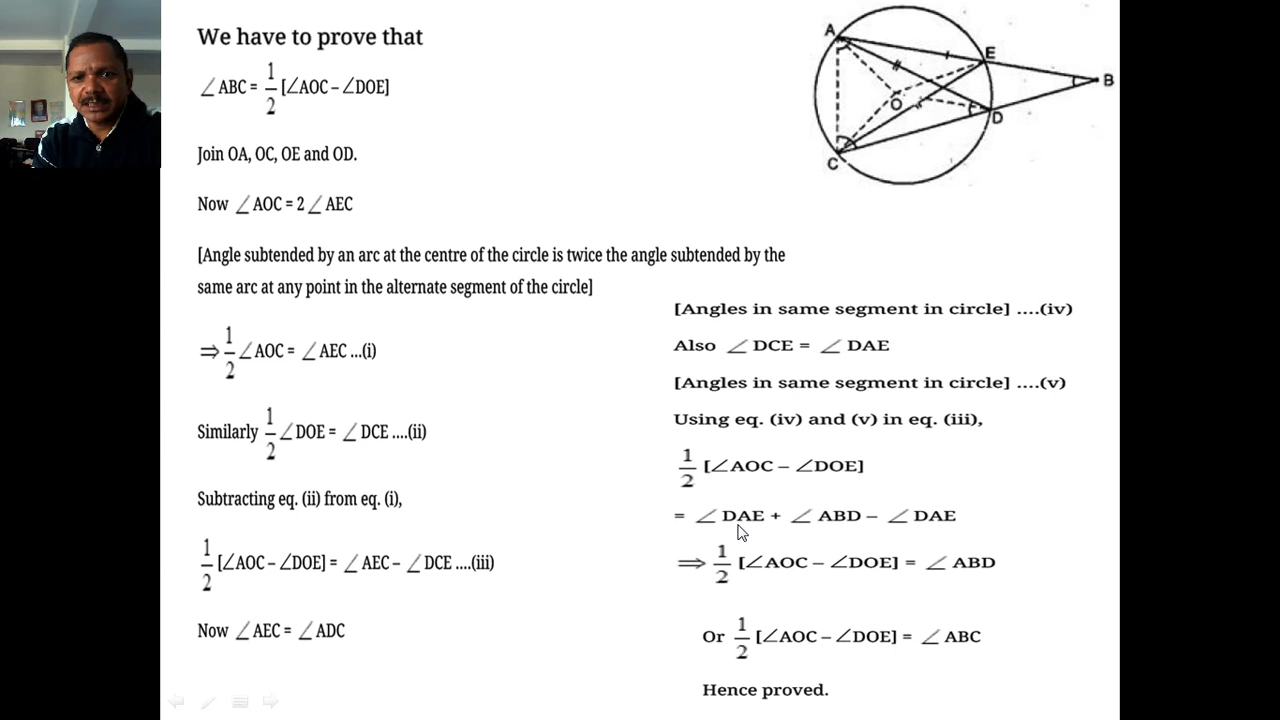 We have to prove that
∠ABC = 1/2 [∠AOC – ∠DOE]
Join OA, OC, OE and OD.
Now ∠AOC = 2∠AEC
[Angle subtended by an arc at the centre of the circle is twice the angle subtended by the
same arc at any point in the alternate segment of the circle]
⇒ 1/2 ∠AOC = ∠AEC ...(i)
Similarly 1/2 ∠DOE = ∠DCE ....(ii)
Subtracting eq. (ii) from eq. (i),
1/2 [∠AOC – ∠DOE] = ∠AEC – ∠DCE ....(iii)
Now ∠AEC = ∠ADC
[Angles in same segment in circle] ....(iv)
Also ∠DCE = ∠DAE
[Angles in same segment in circle] ....(v)
Using eq. (iv) and (v) in eq. (iii),
1/2 [∠AOC – ∠DOE]
= ∠DAE + ∠ABD – ∠DAE
⟹ 1/2 [∠AOC – ∠DOE] = ∠ABD
Or 1/2 [∠AOC – ∠DOE] = ∠ABC
Hence proved.
A
E
B
O
D
C